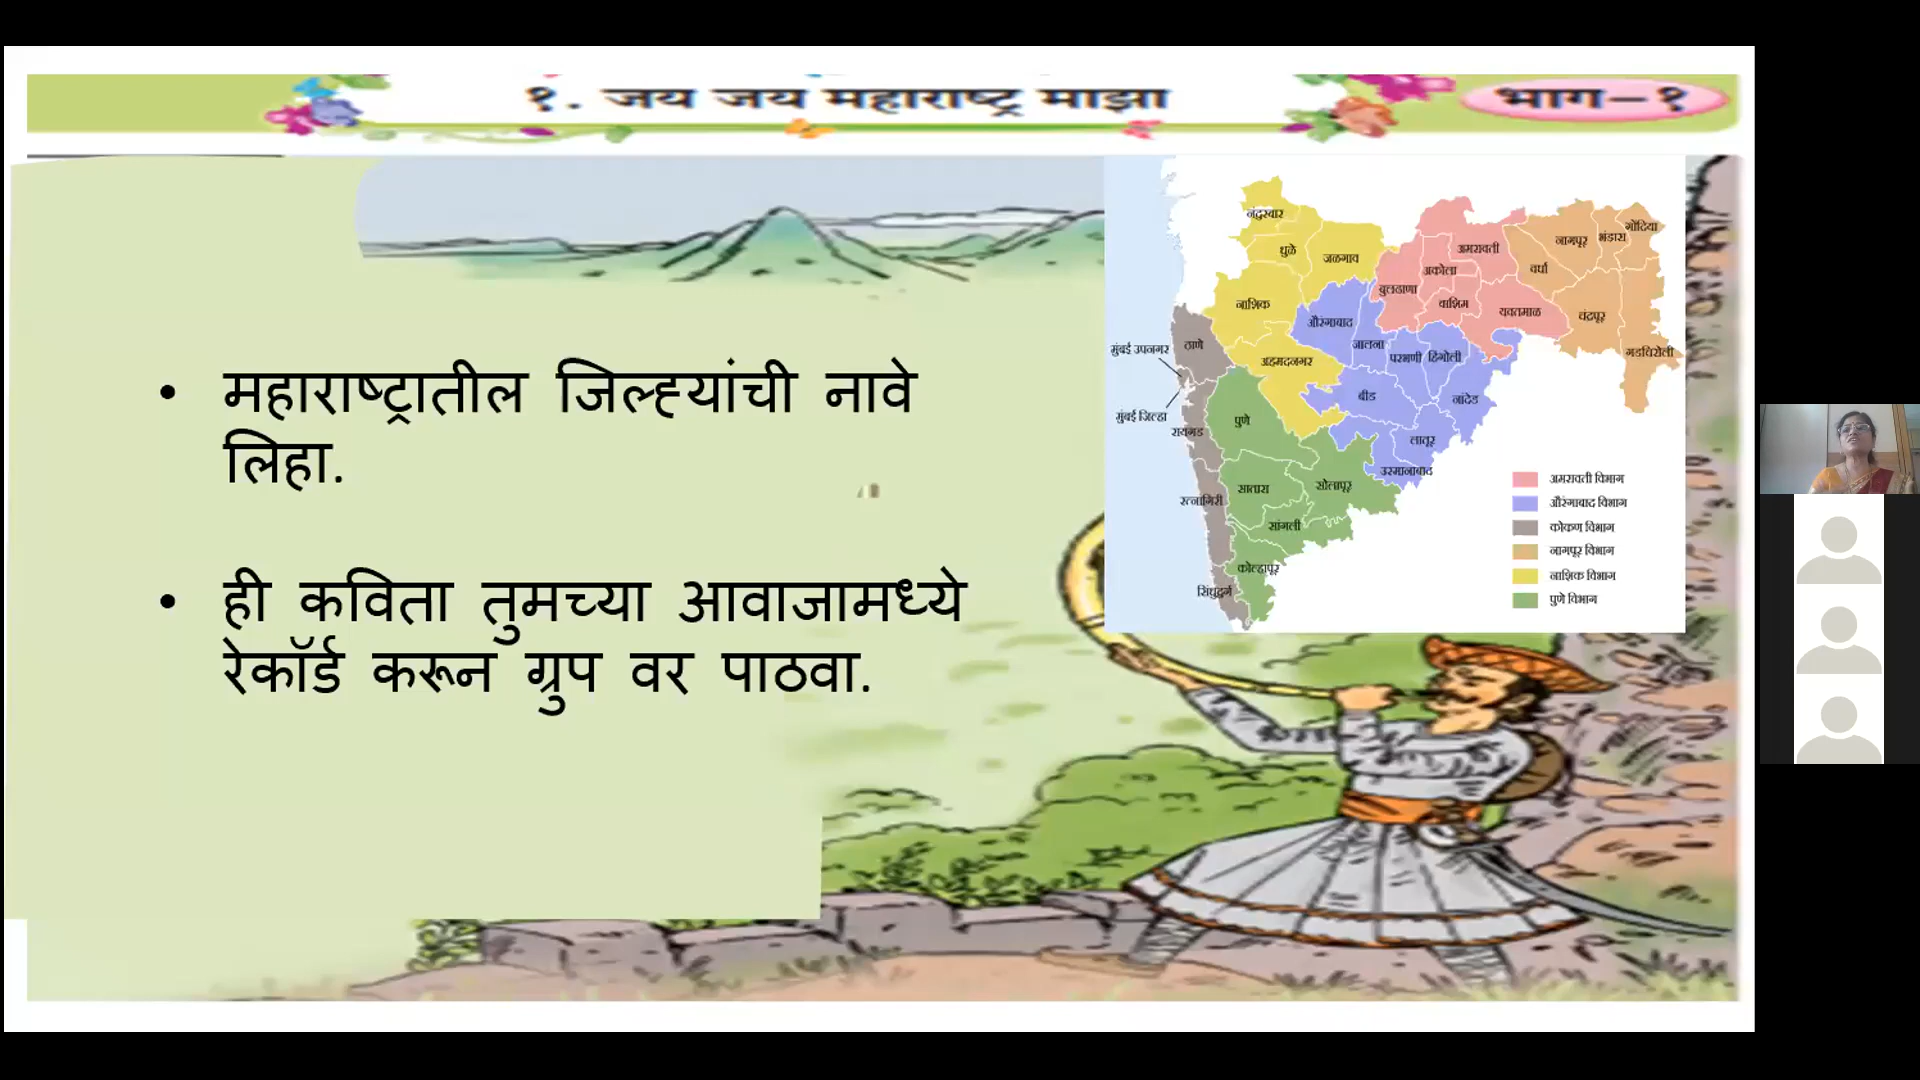 १. जय जय महाराष्ट्र माझा
भाग-१
• महाराष्ट्रातील जिल्ह्यांची नावे
लिहा.
• ही कविता तुमच्या आवाजामध्ये
रेकॉर्ड करून ग्रुप वर पाठवा.
नंदुरबार
धुळे
जळगाव
नाशिक
अहमदनगर
औरंगाबाद
जालना
परभणी
हिंगोली
बीड
नांदेड
लातूर
उस्मानाबाद
अमरावती
अकोला
बुलढाणा
वाशिम
यवतमाळ
नागपूर
भंडारा
गोंदिया
वर्धा
चंद्रपूर
गडचिरोली
ठाणे
मुंबई उपनगर
मुंबई जिल्हा
रायगड
रत्नागिरी
सिंधुदुर्ग
पुणे
सातारा
सोलापूर
सांगली
कोल्हापूर
अमरावती विभाग
औरंगाबाद विभाग
कोकण विभाग
नागपूर विभाग
नाशिक विभाग
पुणे विभाग